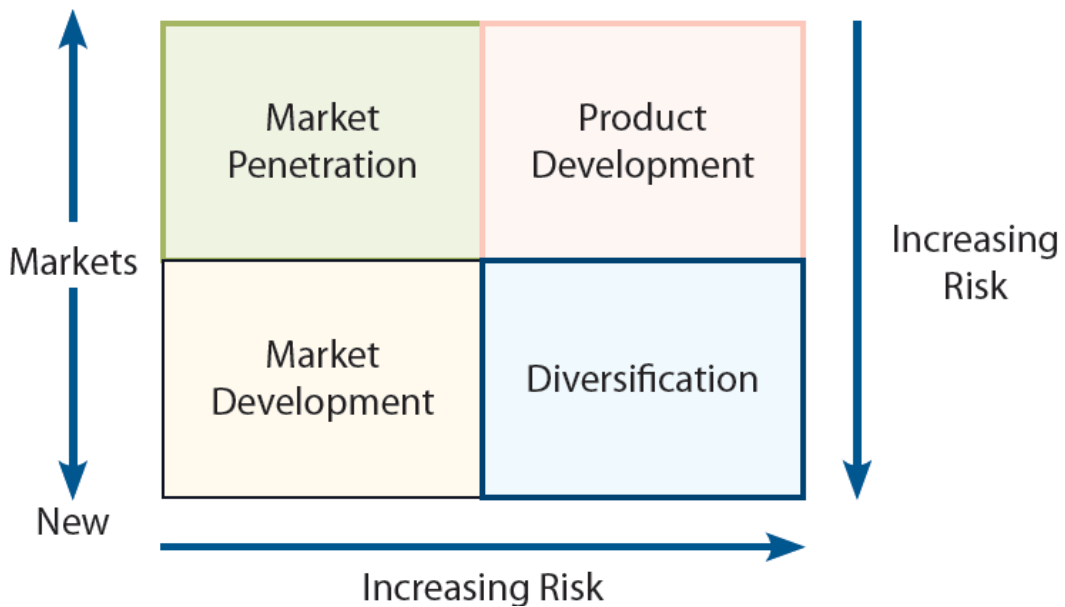 Market
Penetration
Product
Development
Markets
Increasing
Risk
Market
Development
Diversification
New
Increasing Risk